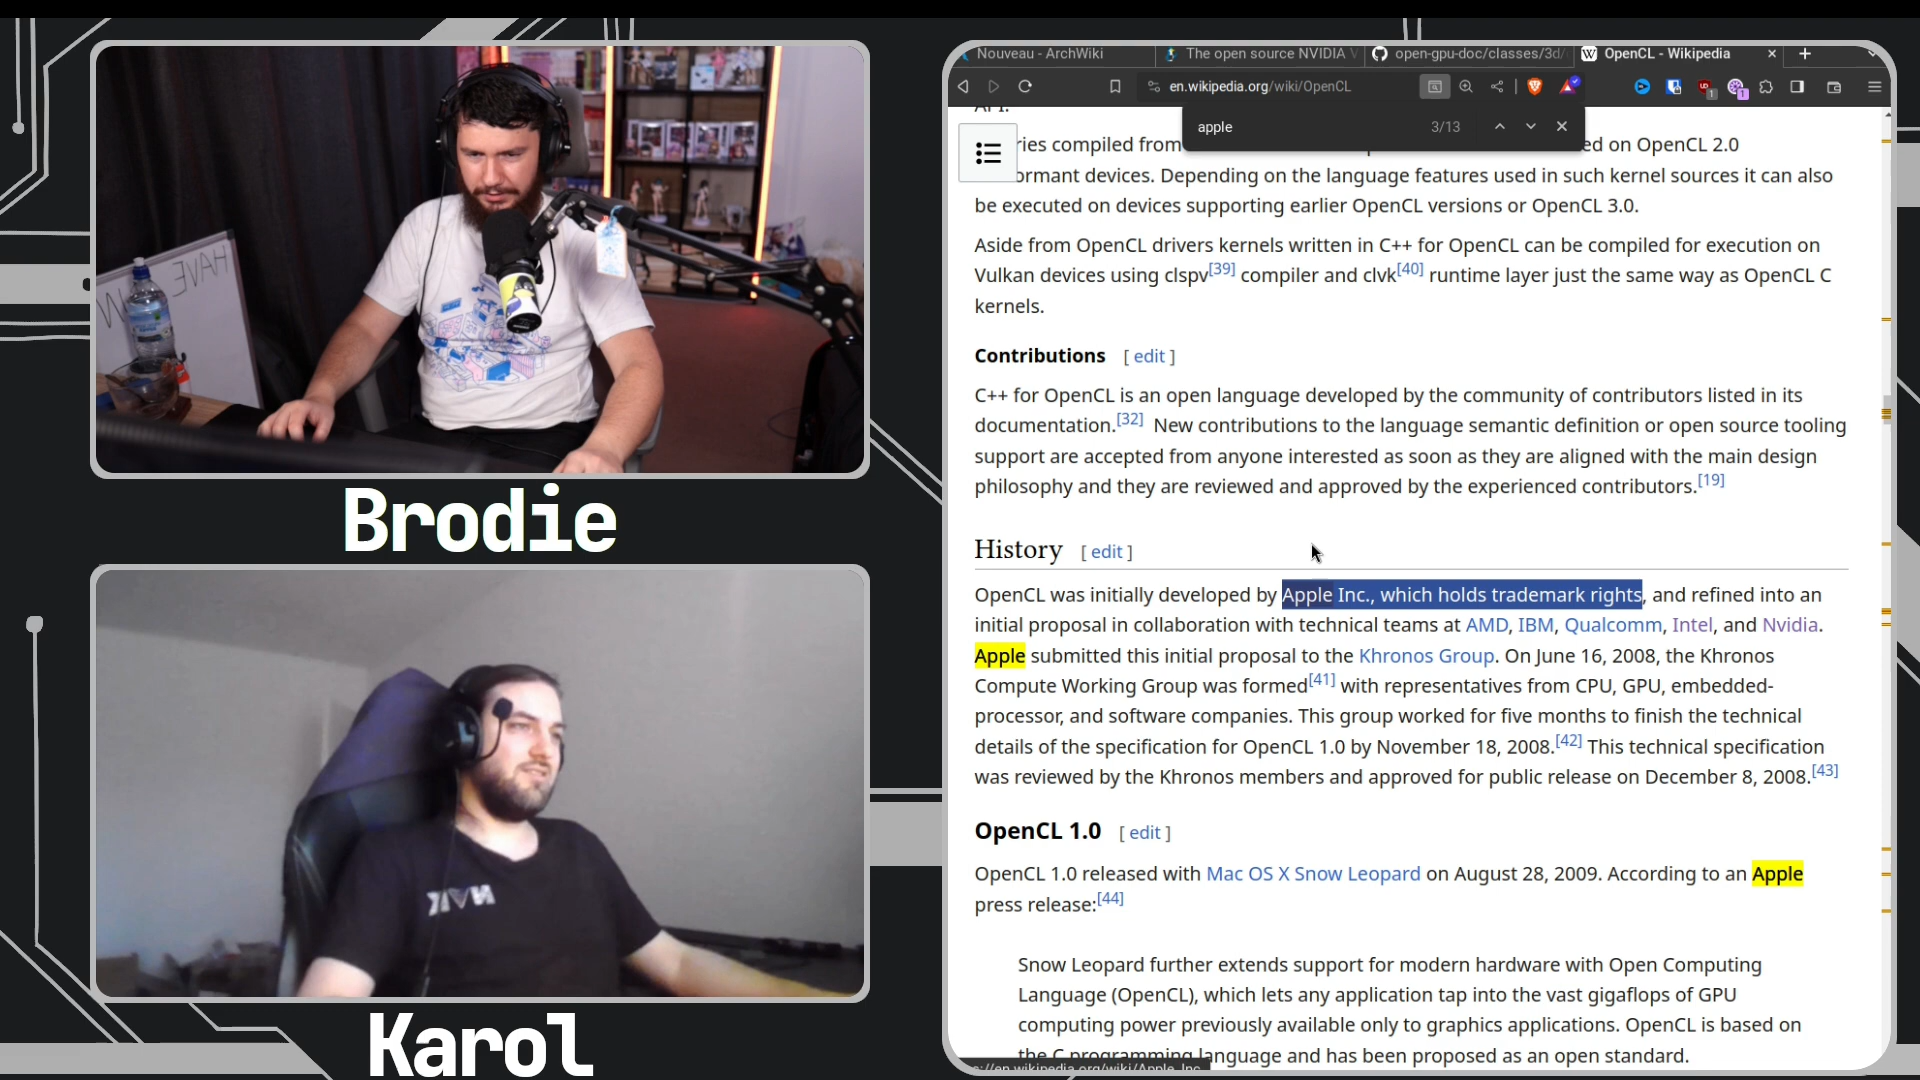 Nouveau - ArchWiki
The open source NVIDIA
open-gpu-doc/classes/3d/
OpenCL - Wikipedia
en.wikipedia.org/wiki/OpenCL
apple
3/13
API.
ries compiled from
ed on OpenCL 2.0
ormant devices. Depending on the language features used in such kernel sources it can also
be executed on devices supporting earlier OpenCL versions or OpenCL 3.0.
Aside from OpenCL drivers kernels written in C++ for OpenCL can be compiled for execution on
Vulkan devices using clspv[39] compiler and clvk[40] runtime layer just the same way as OpenCL C
kernels.
Contributions [ edit ]
C++ for OpenCL is an open language developed by the community of contributors listed in its
documentation.[32] New contributions to the language semantic definition or open source tooling
support are accepted from anyone interested as soon as they are aligned with the main design
philosophy and they are reviewed and approved by the experienced contributors.[19]
History [ edit ]
OpenCL was initially developed by Apple Inc., which holds trademark rights, and refined into an
initial proposal in collaboration with technical teams at AMD, IBM, Qualcomm, Intel, and Nvidia.
Apple submitted this initial proposal to the Khronos Group. On June 16, 2008, the Khronos
Compute Working Group was formed[41] with representatives from CPU, GPU, embedded-
processor, and software companies. This group worked for five months to finish the technical
details of the specification for OpenCL 1.0 by November 18, 2008.[42] This technical specification
was reviewed by the Khronos members and approved for public release on December 8, 2008.[43]
OpenCL 1.0 [ edit ]
OpenCL 1.0 released with Mac OS X Snow Leopard on August 28, 2009. According to an Apple
press release:[44]
Snow Leopard further extends support for modern hardware with Open Computing
Language (OpenCL), which lets any application tap into the vast gigaflops of GPU
computing power previously available only to graphics applications. OpenCL is based on
the C programming language and has been proposed as an open standard.
s://en.wikipedia.org/wiki/Apple_Inc.
HAVE
Brodie
Karol